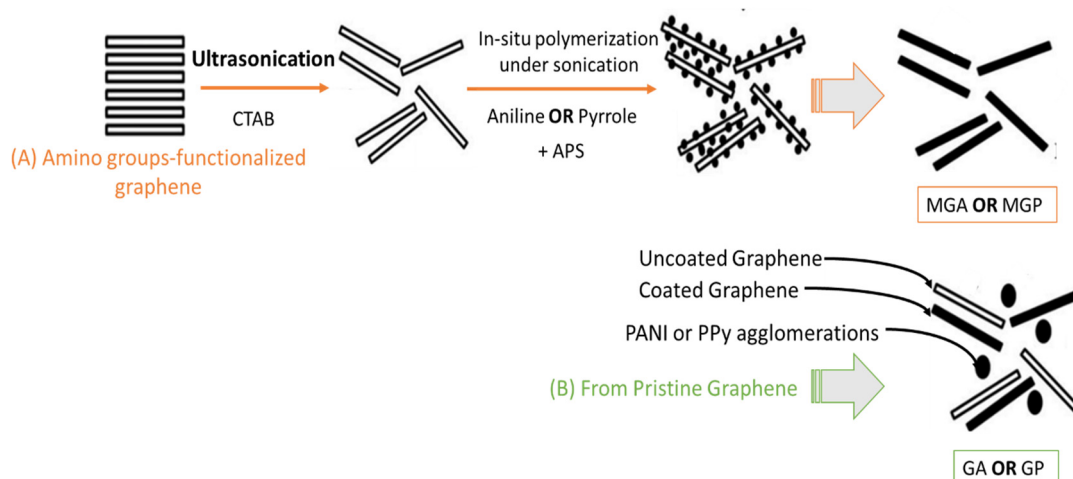 Ultrasonication
CTAB
In-situ polymerization
under sonication
Aniline OR Pyrrole
+ APS
(A) Amino groups-functionalized
graphene
MGA OR MGP
Uncoated Graphene
Coated Graphene
PANI or PPy agglomerations
(B) From Pristine Graphene
GA OR GP